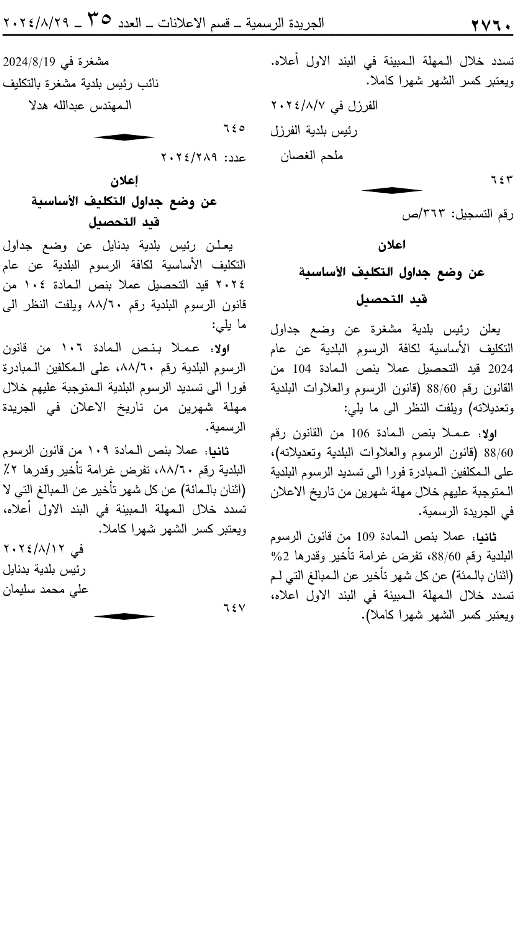 ٢٧٦٠
الجريدة الرسمية ــ قسم الاعلانات ــ العدد ٣٥ ــ ٢٠٢٤/٨/٢٩
تسدد خلال المهلة المبينة في البند الاول أعلاه.
ويعتبر كسر الشهر شهرا كاملا.
الفرزل في ٢٠٢٤/٨/٧
رئيس بلدية الفرزل
ملحم الغصان
٦٤٣
رقم التسجيل: ٣٦٣/ص
اعلان
عن وضع جداول التكليف الأساسية
قيد التحصيل
يعلن رئيس بلدية مشغرة عن وضع جداول
التكليف الأساسية لكافة الرسوم البلدية عن عام
2024 قيد التحصيل عملا بنص المادة 104 من
القانون رقم 88/60 (قانون الرسوم والعلاوات البلدية
وتعديلاته) ويلفت النظر الى ما يلي:
اولا: عملا بنص المادة 106 من القانون رقم
88/60 (قانون الرسوم والعلاوات البلدية وتعديلاته)،
على المكلفين المبادرة فورا الى تسديد الرسوم البلدية
المتوجبة عليهم خلال مهلة شهرين من تاريخ الاعلان
في الجريدة الرسمية.
ثانيا: عملا بنص المادة 109 من قانون الرسوم
البلدية رقم 88/60، تفرض غرامة تأخير وقدرها 2%
(اثنان بالمئة) عن كل شهر تأخير عن المبالغ التي لم
تسدد خلال المهلة المبينة في البند الاول اعلاه،
ويعتبر كسر الشهر شهرا كاملا).
مشغرة في 2024/8/19
نائب رئيس بلدية مشغرة بالتكليف
المهندس عبدالله هدلا
٦٤٥
عدد: ٢٠٢٤/٢٨٩
إعلان
عن وضع جداول التكليف الأساسية
قيد التحصيل
يعلن رئيس بلدية بدنايل عن وضع جداول
التكليف الأساسية لكافة الرسوم البلدية عن عام
٢٠٢٤ قيد التحصيل عملا بنص المادة ١٠٤ من
قانون الرسوم البلدية رقم ٨٨/٦٠ ويلفت النظر الى
ما يلي:
اولا: عملا بنص المادة ١٠٦ من قانون
الرسوم البلدية رقم ٨٨/٦٠، على المكلفين المبادرة
فورا الى تسديد الرسوم البلدية المتوجبة عليهم خلال
مهلة شهرين من تاريخ الاعلان في الجريدة
الرسمية.
ثانيا: عملا بنص المادة ١٠٩ من قانون الرسوم
البلدية رقم ٨٨/٦٠، تفرض غرامة تأخير وقدرها ٢٪
(اثنان بالمائة) عن كل شهر تأخير عن المبالغ التي لا
تسدد خلال المهلة المبينة في البند الاول أعلاه،
ويعتبر كسر الشهر شهرا كاملا.
في ٢٠٢٤/٨/١٢
رئيس بلدية بدنايل
علي محمد سليمان
٦٤٧